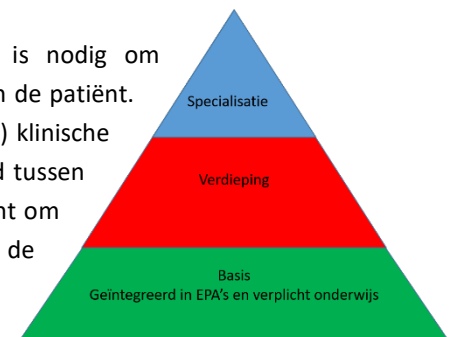 is nodig om
n de patiënt.
) klinische
d tussen
nt om
de
Specialisatie
Verdieping
Basis
Geïntegreerd in EPA's en verplicht onderwijs